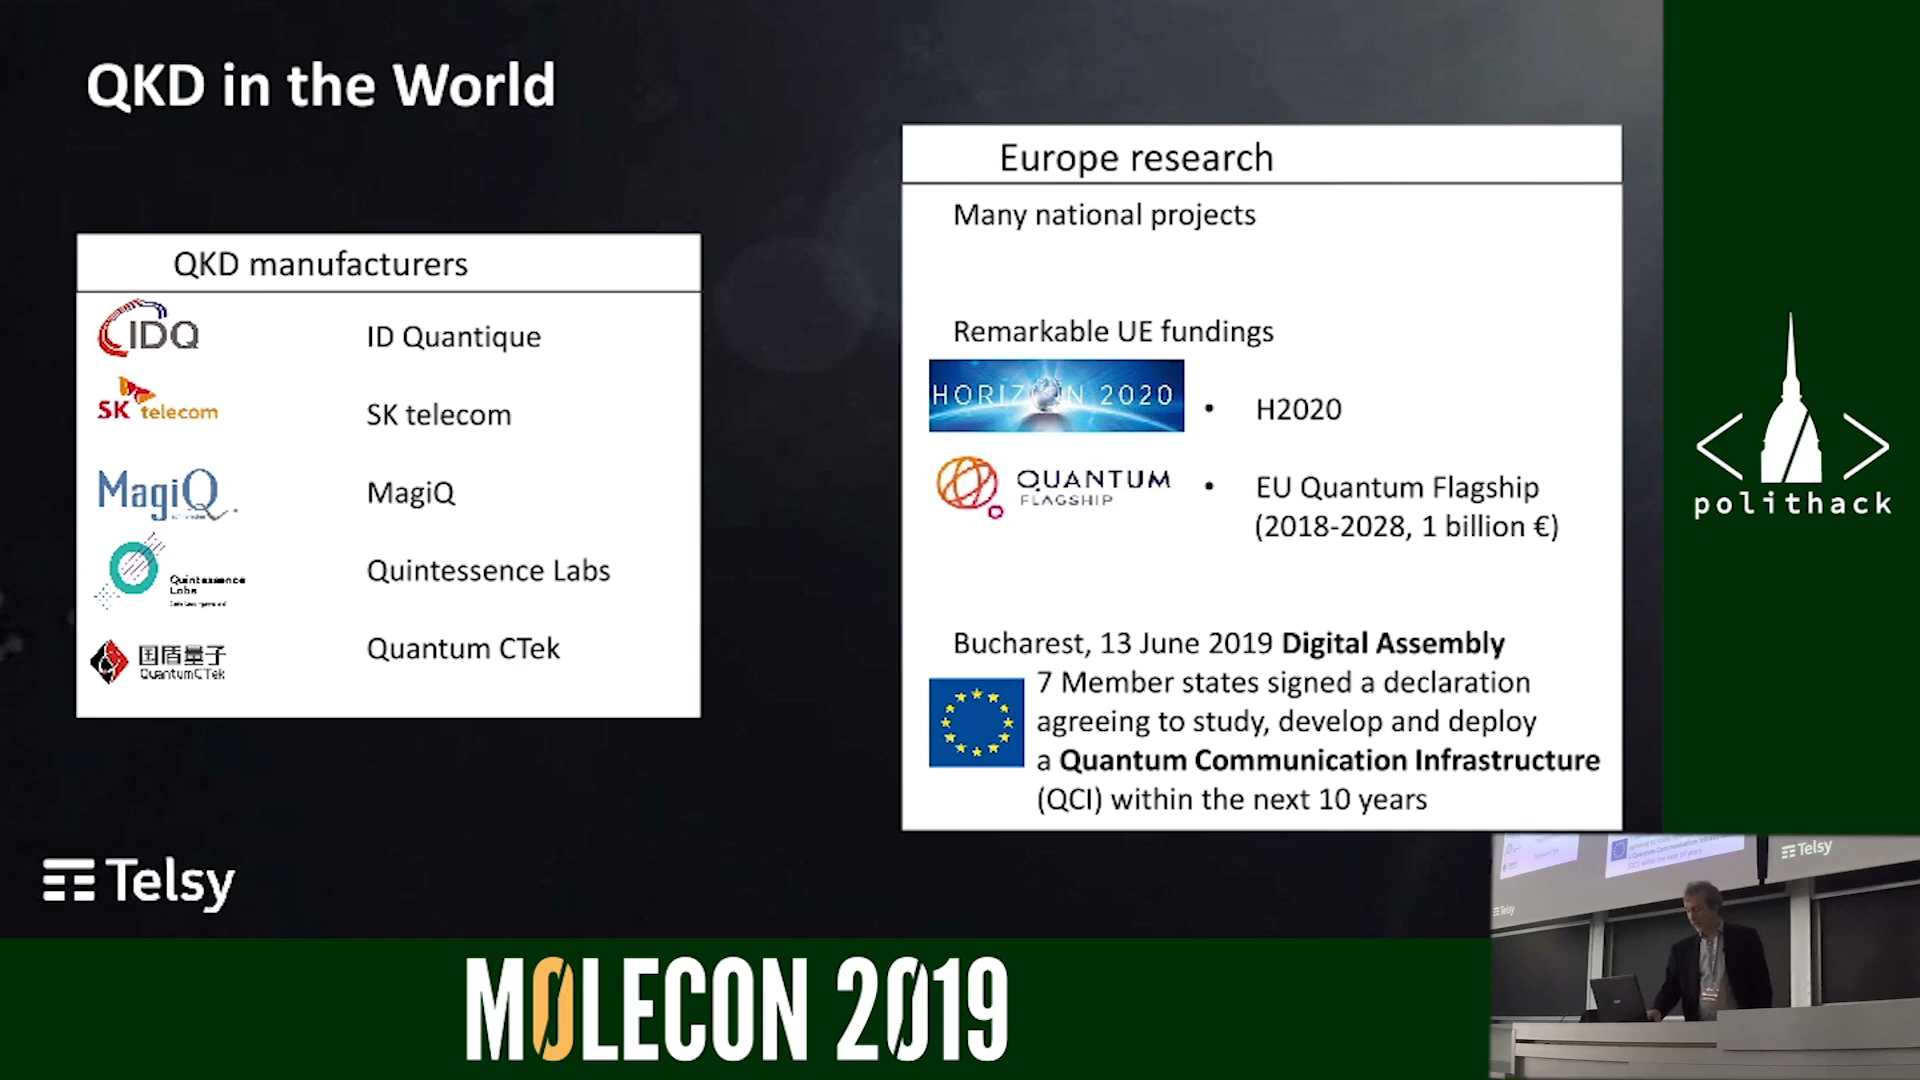 QKD in the World
QKD manufacturers
IDQ
ID Quantique
SK telecom
SK telecom
MagiQ
MagiQ
Quintessence
Labs
Quintessence Labs
国盾量子
QuantumCTek
Quantum CTek
Europe research
Many national projects
Remarkable UE fundings
HORIZON 2020
• H2020
QUANTUM
FLAGSHIP
• EU Quantum Flagship
(2018-2028, 1 billion €)
Bucharest, 13 June 2019 Digital Assembly
7 Member states signed a declaration
agreeing to study, develop and deploy
a Quantum Communication Infrastructure
(QCI) within the next 10 years
polithack
Telsy
Telsy
Telsy
MOLECON 2019